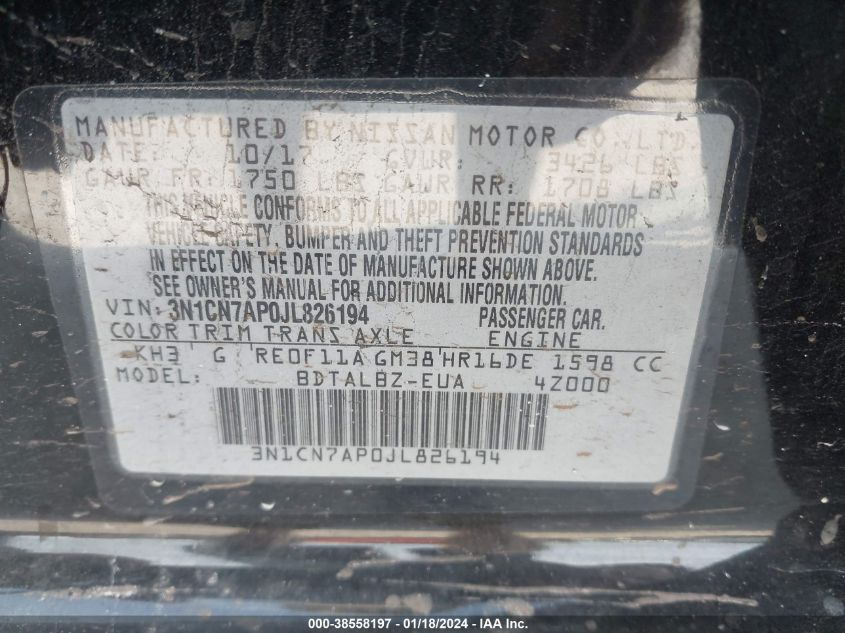 MANUFACTURED BY NISSAN MOTOR CO., LTD.
DATE: 10/17 GVWR: 3426 LBS
GAWR FR: 1750 LBS GAWR RR: 1708 LBS
THIS VEHICLE CONFORMS TO ALL APPLICABLE FEDERAL MOTOR
VEHICLE SAFETY, BUMPER AND THEFT PREVENTION STANDARDS
IN EFFECT ON THE DATE OF MANUFACTURE SHOWN ABOVE.
SEE OWNER'S MANUAL FOR ADDITIONAL INFORMATION.
VIN: 3N1CN7AP0JL826194 PASSENGER CAR.
COLOR TRIM TRANS AXLE ENGINE
KH3 G RE0F11A GM38 HR16DE 1598 CC
MODEL: BDTALBZ-EUA 4Z000
3N1CN7AP0JL826194
000-38558197 - 01/18/2024 - IAA Inc.